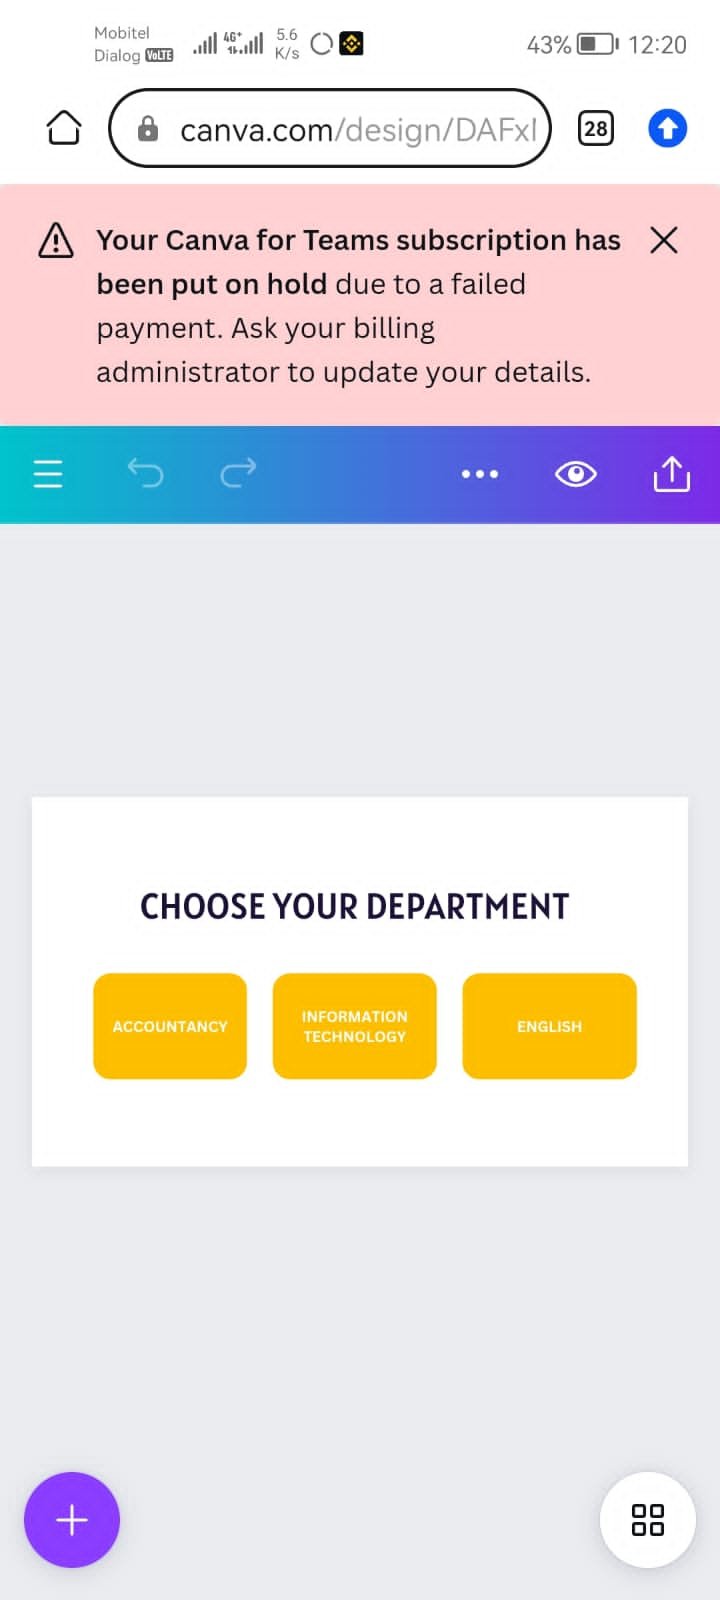 Mobitel
Dialog VoLTE
4G+
5.6
K/s
43%
12:20
canva.com/design/DAFxl
28
Your Canva for Teams subscription has
been put on hold due to a failed
payment. Ask your billing
administrator to update your details.
CHOOSE YOUR DEPARTMENT
ACCOUNTANCY
INFORMATION
TECHNOLOGY
ENGLISH